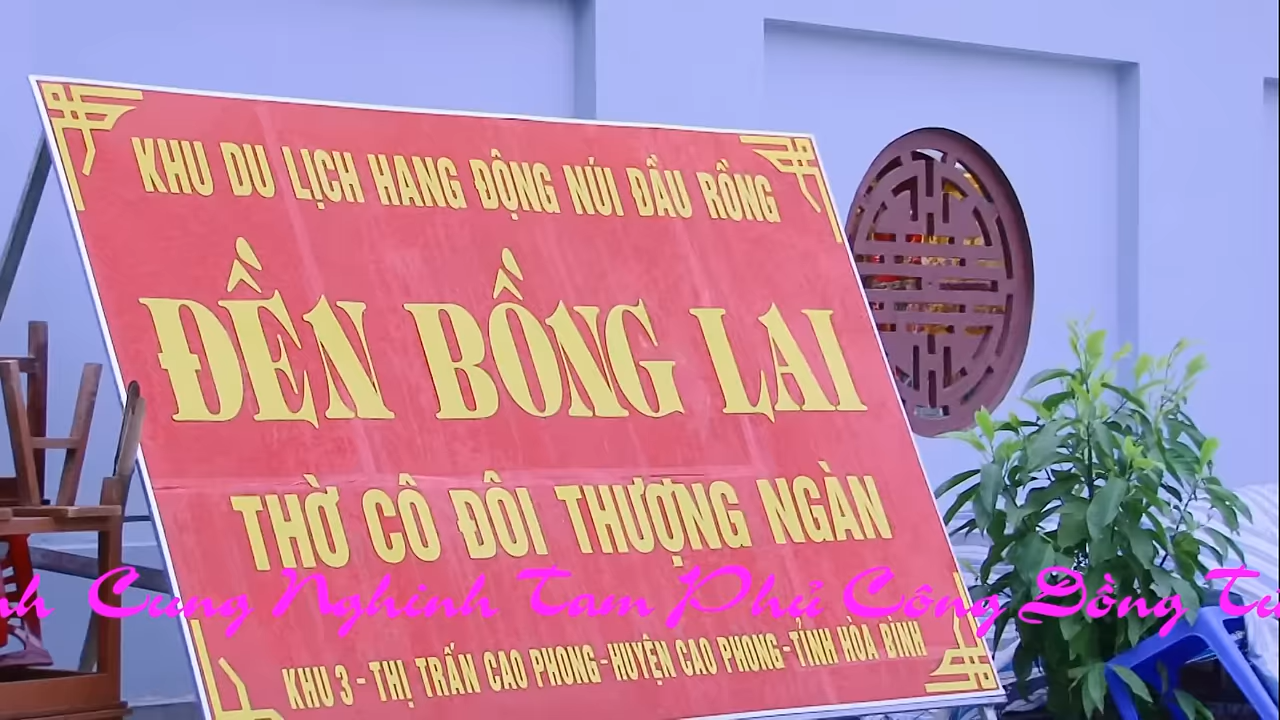 KHU DU LỊCH HANG ĐỘNG NÚI ĐẦU RỒNG
ĐỀN BỒNG LAI
THỜ CÔ ĐÔI THƯỢNG NGÀN
Cung Nghinh Tam Phủ Công Đồng
KHU 3 - THỊ TRẤN CAO PHONG - HUYỆN CAO PHONG - TỈNH HÒA BÌNH